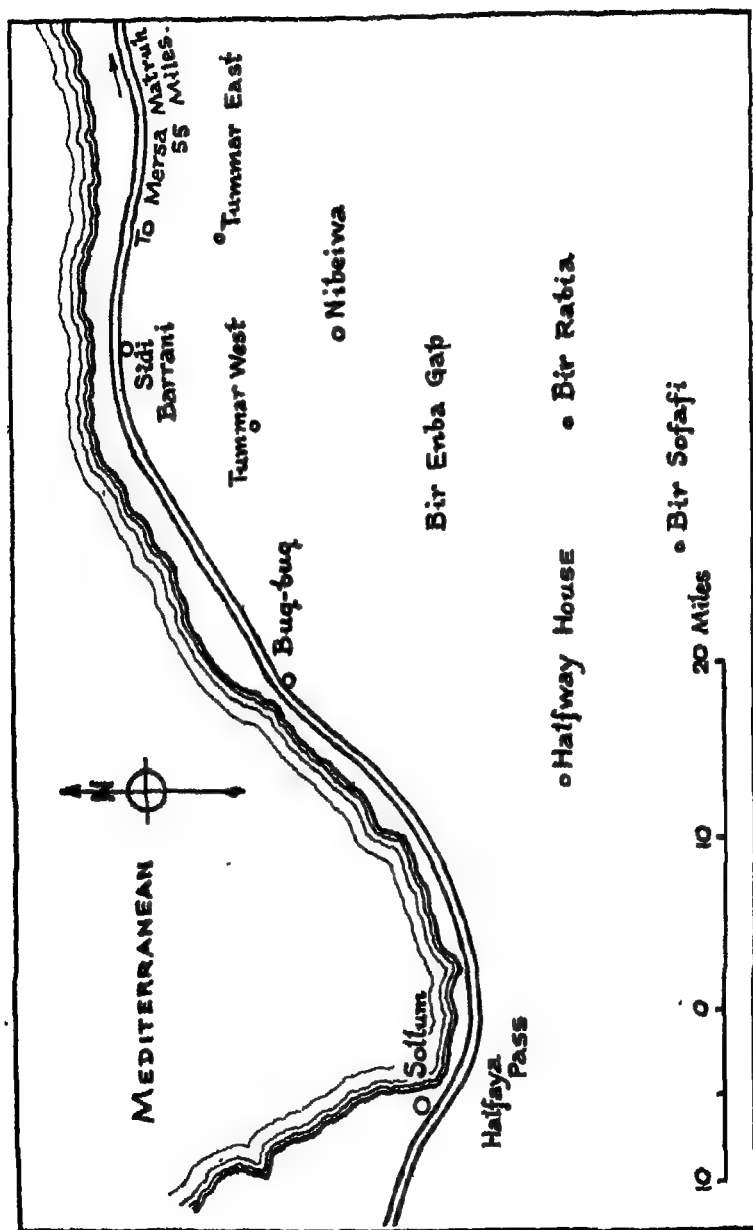 N
MEDITERRANEAN
Sidi
Barrani
To Mersa Matruh
55 Miles.
Tummar West
Tummar East
Buq-buq
Nibeiwa
Sollum
Bir Enba Gap
Halfaya
Pass
Halfway House
Bir Rabia
Bir Sofafi
10 0 10 20 Miles